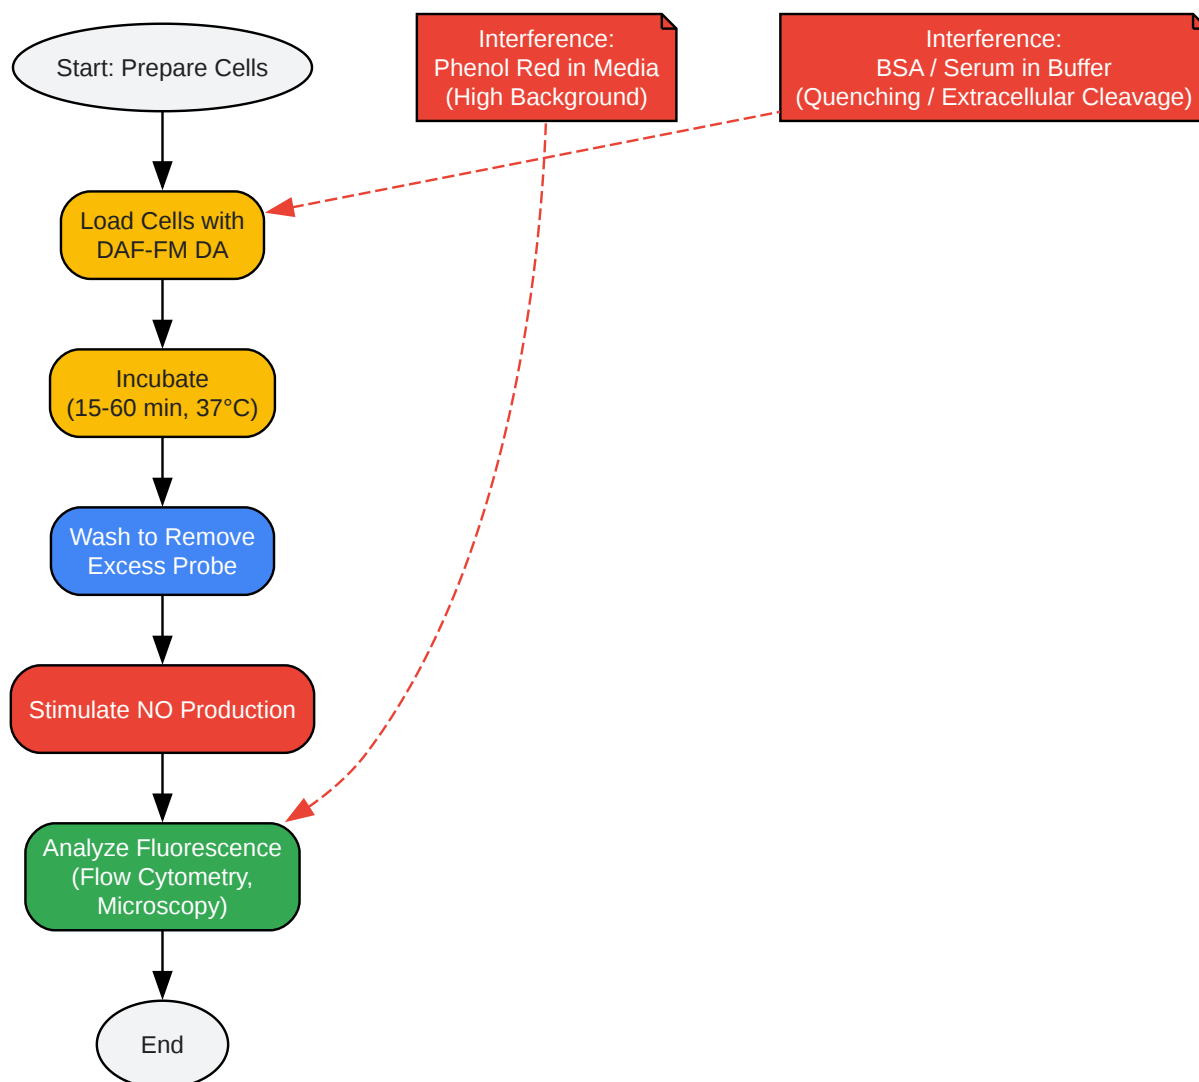 Start: Prepare Cells
Interference:
Phenol Red in Media
(High Background)
Interference:
BSA / Serum in Buffer
(Quenching / Extracellular Cleavage)
Load Cells with
DAF-FM DA
Incubate
(15-60 min, 37°C)
Wash to Remove
Excess Probe
Stimulate NO Production
Analyze Fluorescence
(Flow Cytometry,
Microscopy)
End